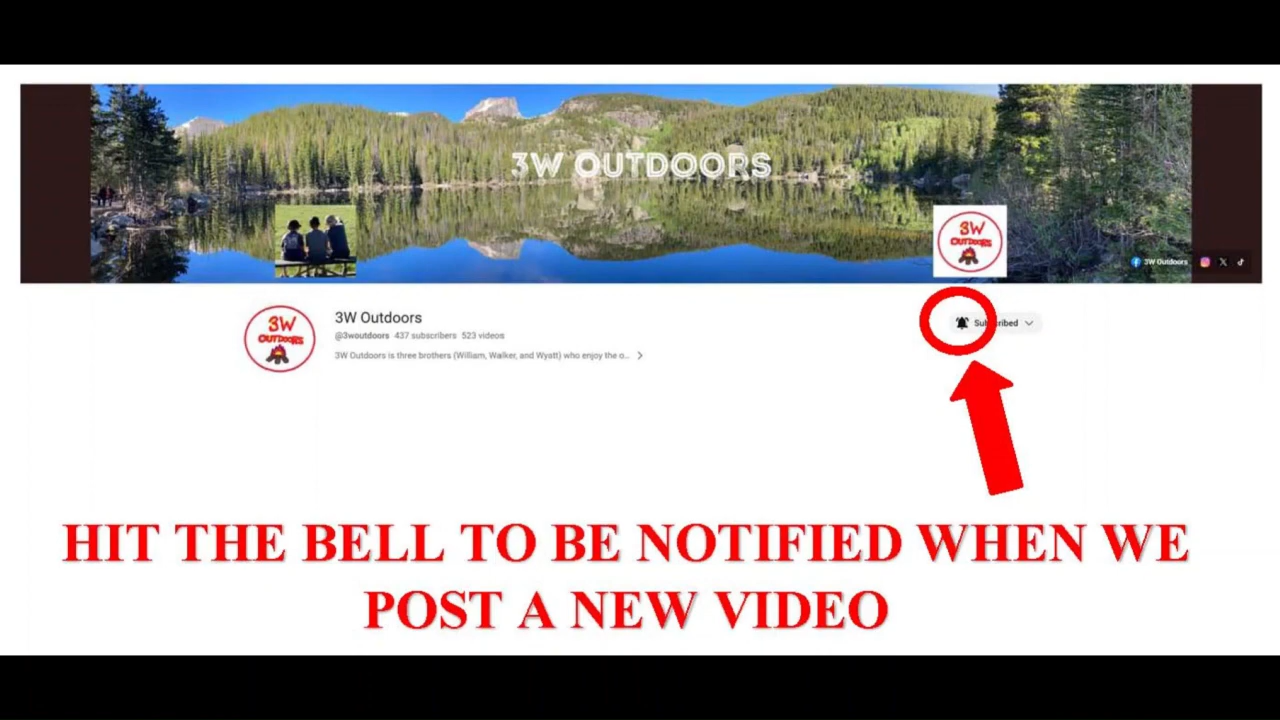 3W OUTDOORS
3W
OUTDOORS
3W Outdoors
3W
OUTDOORS
3W Outdoors
@3woutdoors 437 subscribers 523 videos
3W Outdoors is three brothers (William, Walker, and Wyatt) who enjoy the o...
Subscribed
HIT THE BELL TO BE NOTIFIED WHEN WE
POST A NEW VIDEO